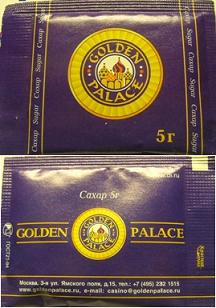 GOLDEN
PALACE
Сахар Sugar Сахар Sugar
Sugar Сахар Sugar
5г
Сахар 5г
GOLDEN
PALACE
GOLDEN PALACE
Москва, 3-я ул. Ямского поля, д.15, тел.: +7 (495) 232 1515
www.goldenpalace.ru, e-mail: casino@goldenpalace.ru